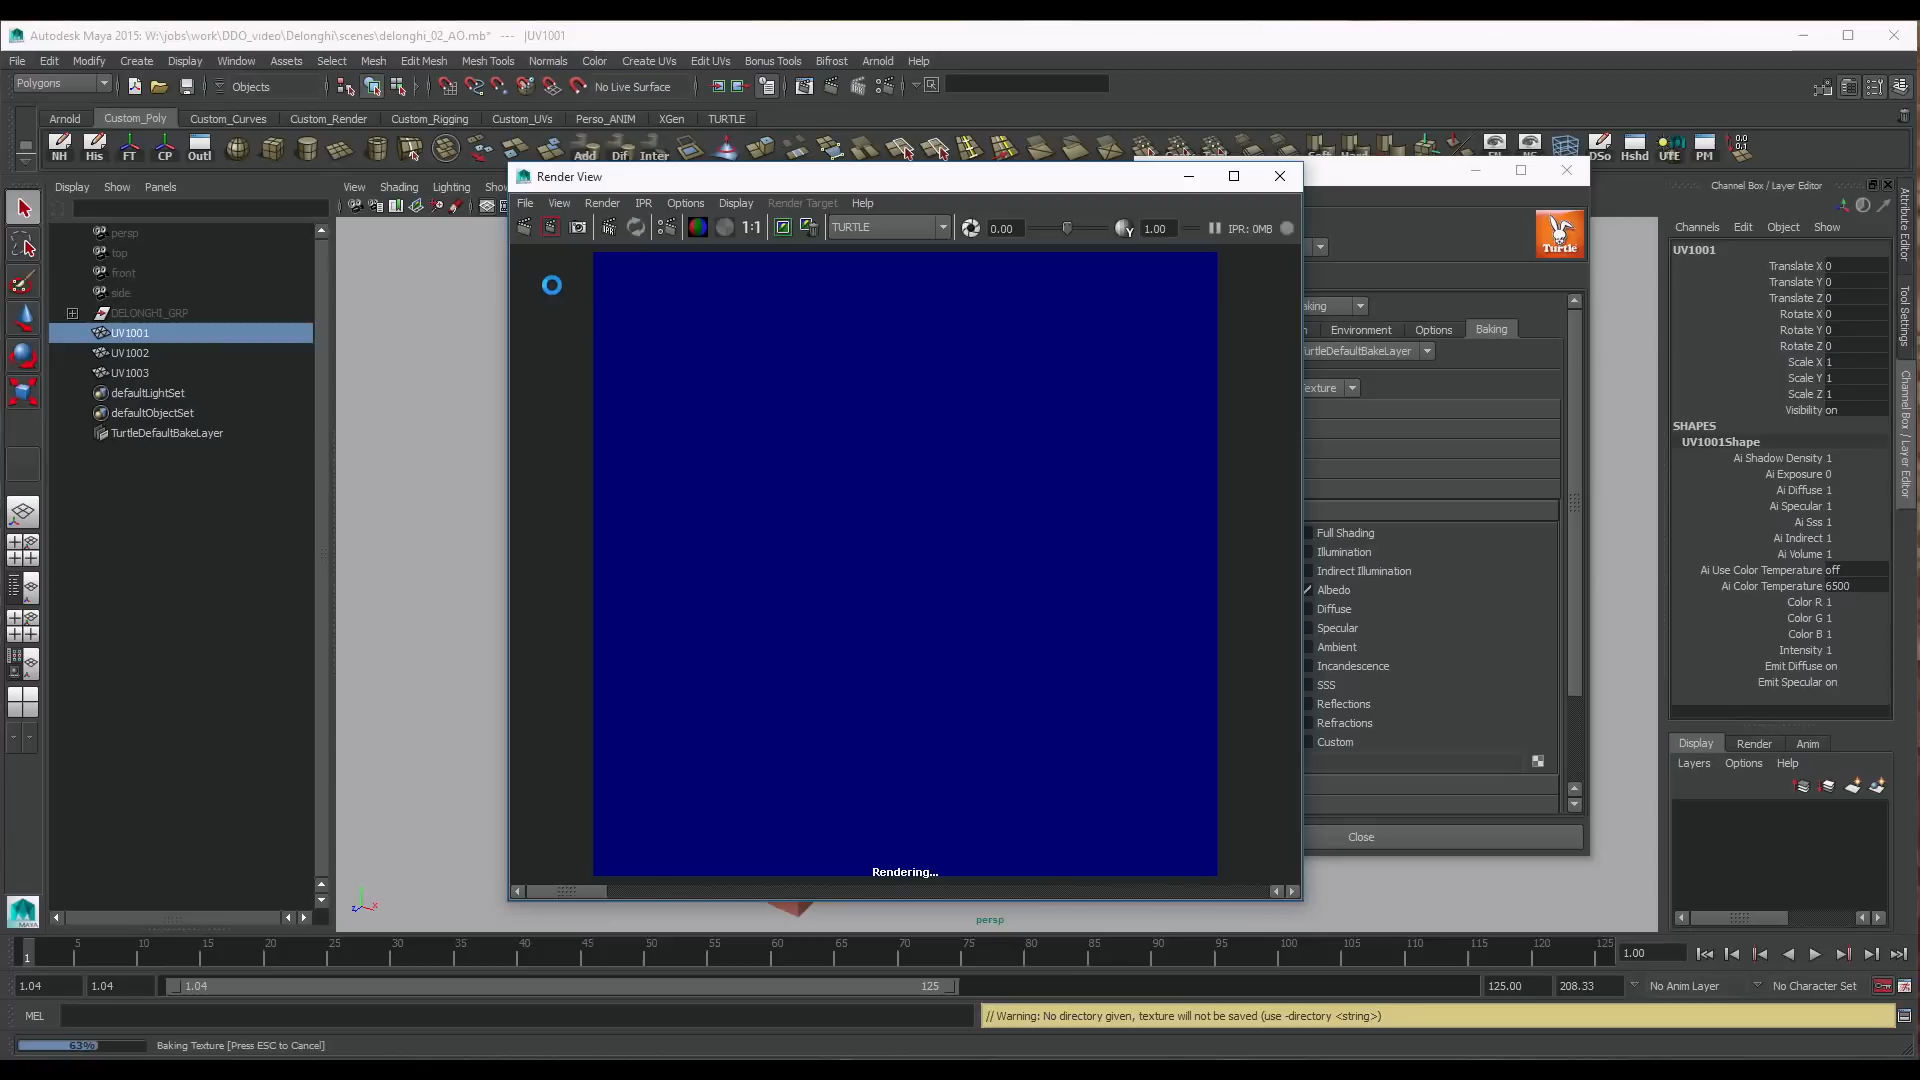 Autodesk Maya 2015: W:\jobs\work\DDO_video\Delonghi\scenes\delonghi_02_AO.mb* --- |UV1001
File Edit Modify Create Display Window Assets Select Mesh Edit Mesh Mesh Tools Normals Color Create UVs Edit UVs Bonus Tools Bifrost Arnold Help
Polygons Objects No Live Surface
Arnold Custom_Poly Custom_Curves Custom_Render Custom_Rigging Custom_UVs Perso_ANIM XGen TURTLE
NH His FT CP Outl Add Dif Inter DSo Hshd UTE PM
Render View
Display Show Panels
View Shading Lighting
File View Render IPR Options Display Render Target Help
1:1 TURTLE 0.00 1.00 IPR: 0MB
Turtle
persp
top
front
side
DELONGHI_GRP
UV1001
UV1002
UV1003
defaultLightSet
defaultObjectSet
TurtleDefaultBakeLayer
Rendering...
persp
Environment Options Baking
urtleDefaultBakeLayer
Full Shading
Illumination
Indirect Illumination
Albedo
Diffuse
Specular
Ambient
Incandescence
SSS
Reflections
Refractions
Custom
Close
Channel Box / Layer Editor
Channels Edit Object Show
UV1001
Translate X 0
Translate Y 0
Translate Z 0
Rotate X 0
Rotate Y 0
Rotate Z 0
Scale X 1
Scale Y 1
Scale Z 1
Visibility on
SHAPES
UV1001Shape
Ai Shadow Density 1
Ai Exposure 0
Ai Diffuse 1
Ai Specular 1
Ai Sss 1
Ai Indirect 1
Ai Volume 1
Ai Use Color Temperature off
Ai Color Temperature 6500
Color R 1
Color G 1
Color B 1
Intensity 1
Emit Diffuse on
Emit Specular on
Attribute Editor
Tool Settings
Channel Box / Layer Editor
Display Render Anim
Layers Options Help
5 10 15 20 25 30 35 40 45 50 55 60 65 70 75 80 85 90 95 100 105 110 115 120 125
1 1.00
1.04 1.04 1.04 125 125.00 208.33 No Anim Layer No Character Set
MEL // Warning: No directory given, texture will not be saved (use -directory <string>)
63% Baking Texture [Press ESC to Cancel]